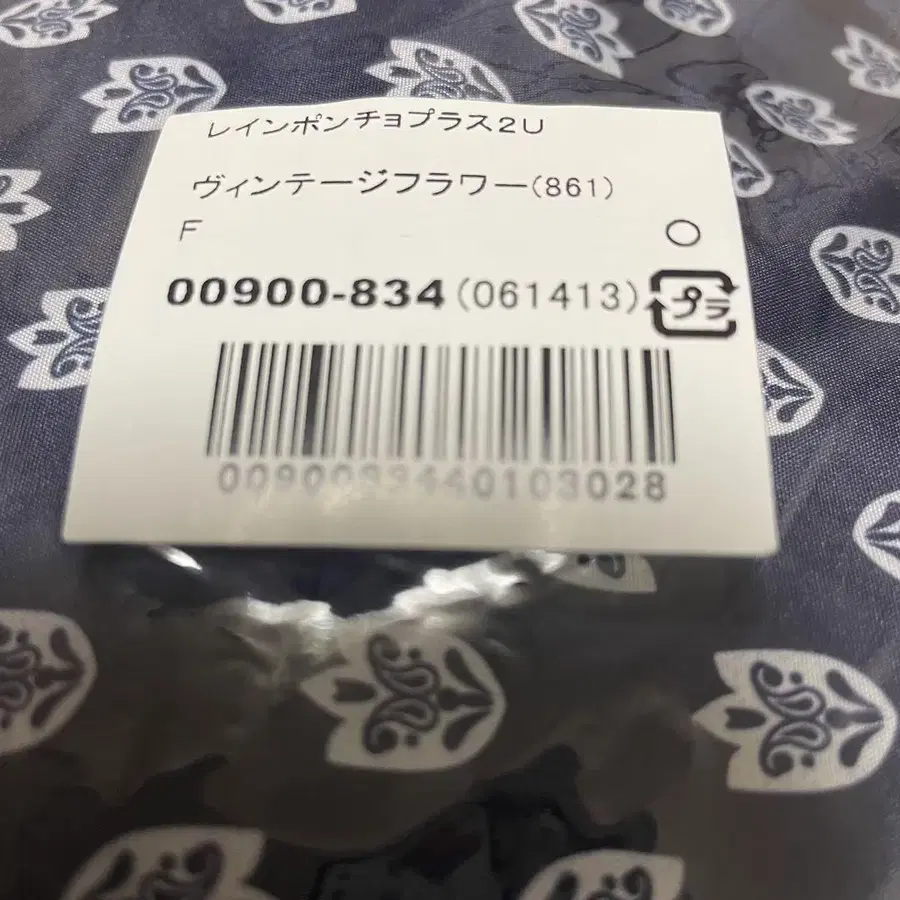 レインポンチョプラス2U
ヴィンテージフラワー(861)
F ○
00900-834(061413) プラ
0090083440103028